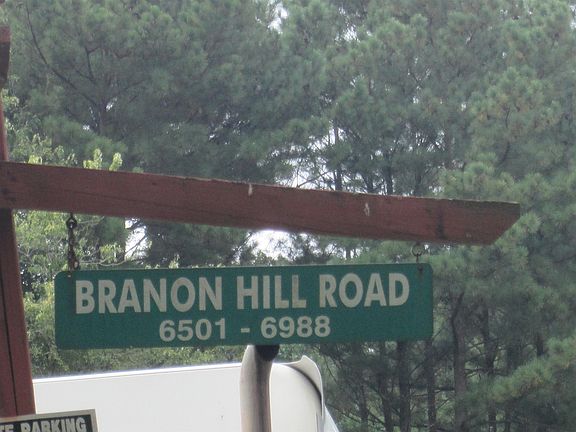 BRANON HILL ROAD
6501 - 6988
PARKING